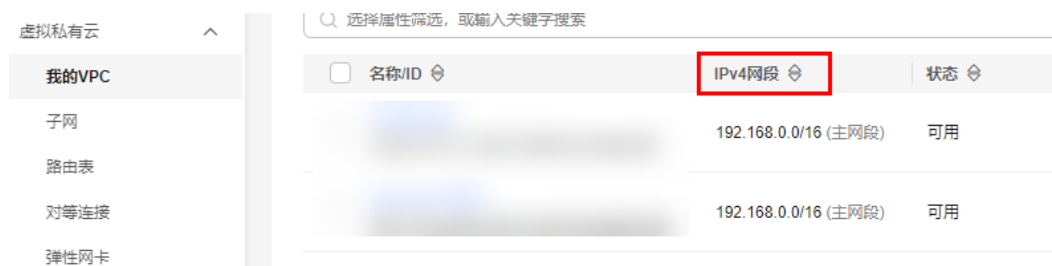 虚拟私有云
我的VPC
子网
路由表
对等连接
弹性网卡
选择属性筛选，或输入关键字搜索
名称/ID IPv4网段 状态
192.168.0.0/16 (主网段) 可用
192.168.0.0/16 (主网段) 可用